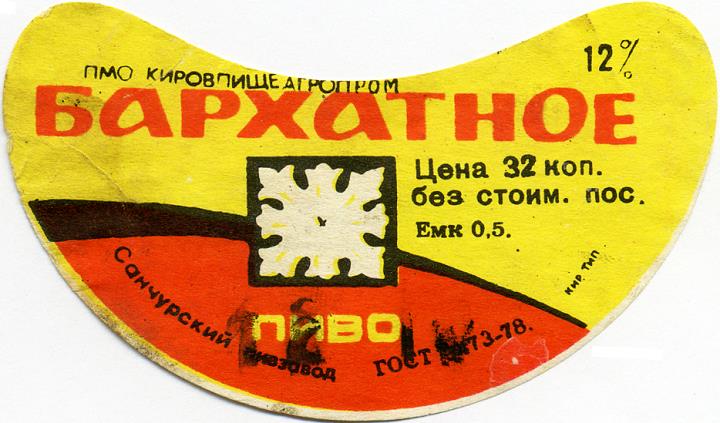 12%
ПМО КИРОВПИЩЕАГРОПРОМ
БАРХАТНОЕ
Цена 32 коп.
без стоим. пос.
Емк 0,5.
кир. тип
Санчурский
пивзавод
ПИВО
ГОСТ 73-78.